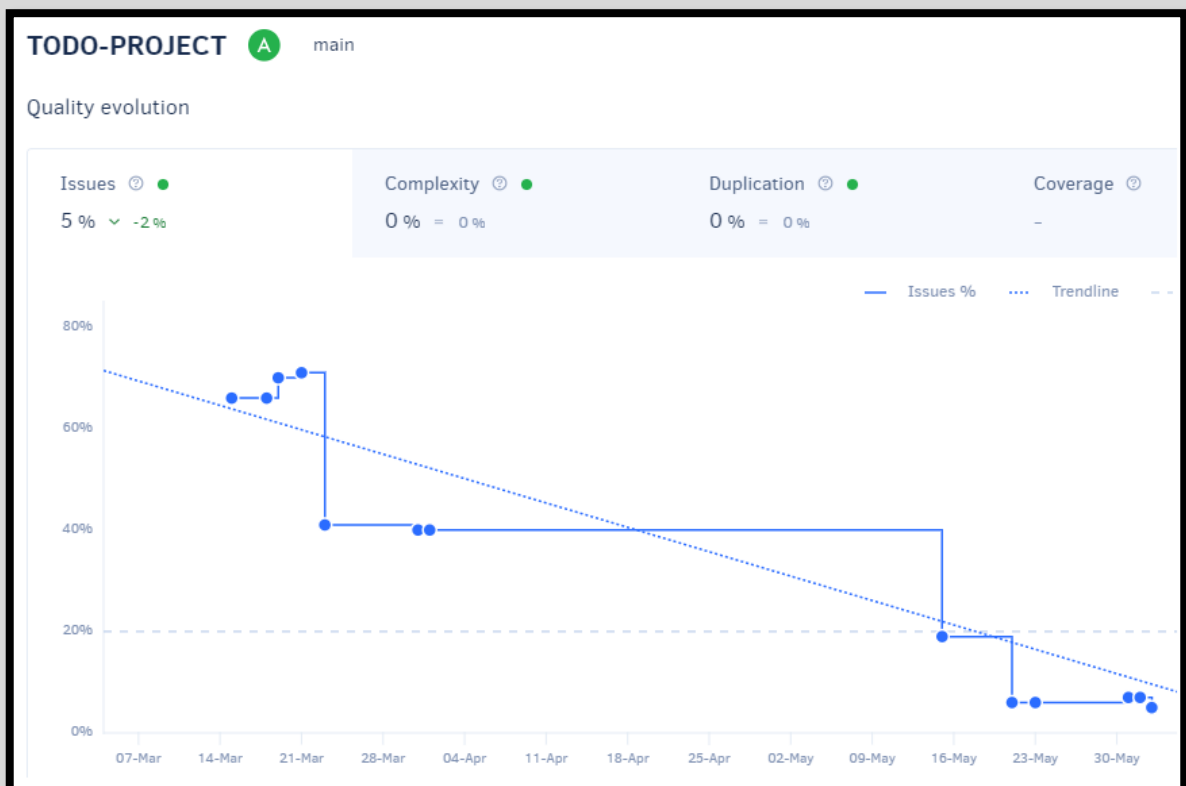 TODO-PROJECT A main
Quality evolution
Issues Complexity Duplication Coverage
5 % -2 % 0 % = 0 % 0 % = 0 % –
Issues % Trendline
80%
60%
40%
20%
0%
07-Mar 14-Mar 21-Mar 28-Mar 04-Apr 11-Apr 18-Apr 25-Apr 02-May 09-May 16-May 23-May 30-May